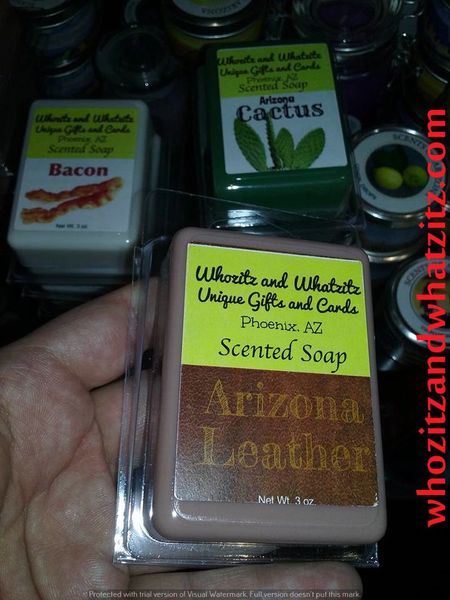 Whozitz and Whatzitz
Unique Gifts and Cards
Phoenix, AZ
Scented Soap
Bacon
Net Wt. 3 oz.
Whozitz and Whatzitz
Unique Gifts and Cards
Phoenix, AZ
Scented Soap
Arizona
Cactus
Whozitz and Whatzitz
Unique Gifts and Cards
Phoenix, AZ
Scented Soap
Arizona
Leather
Net Wt. 3 oz.
whozitzandwhatzitz.com
Protected with trial version of Visual Watermark. Full version doesn't put this mark.